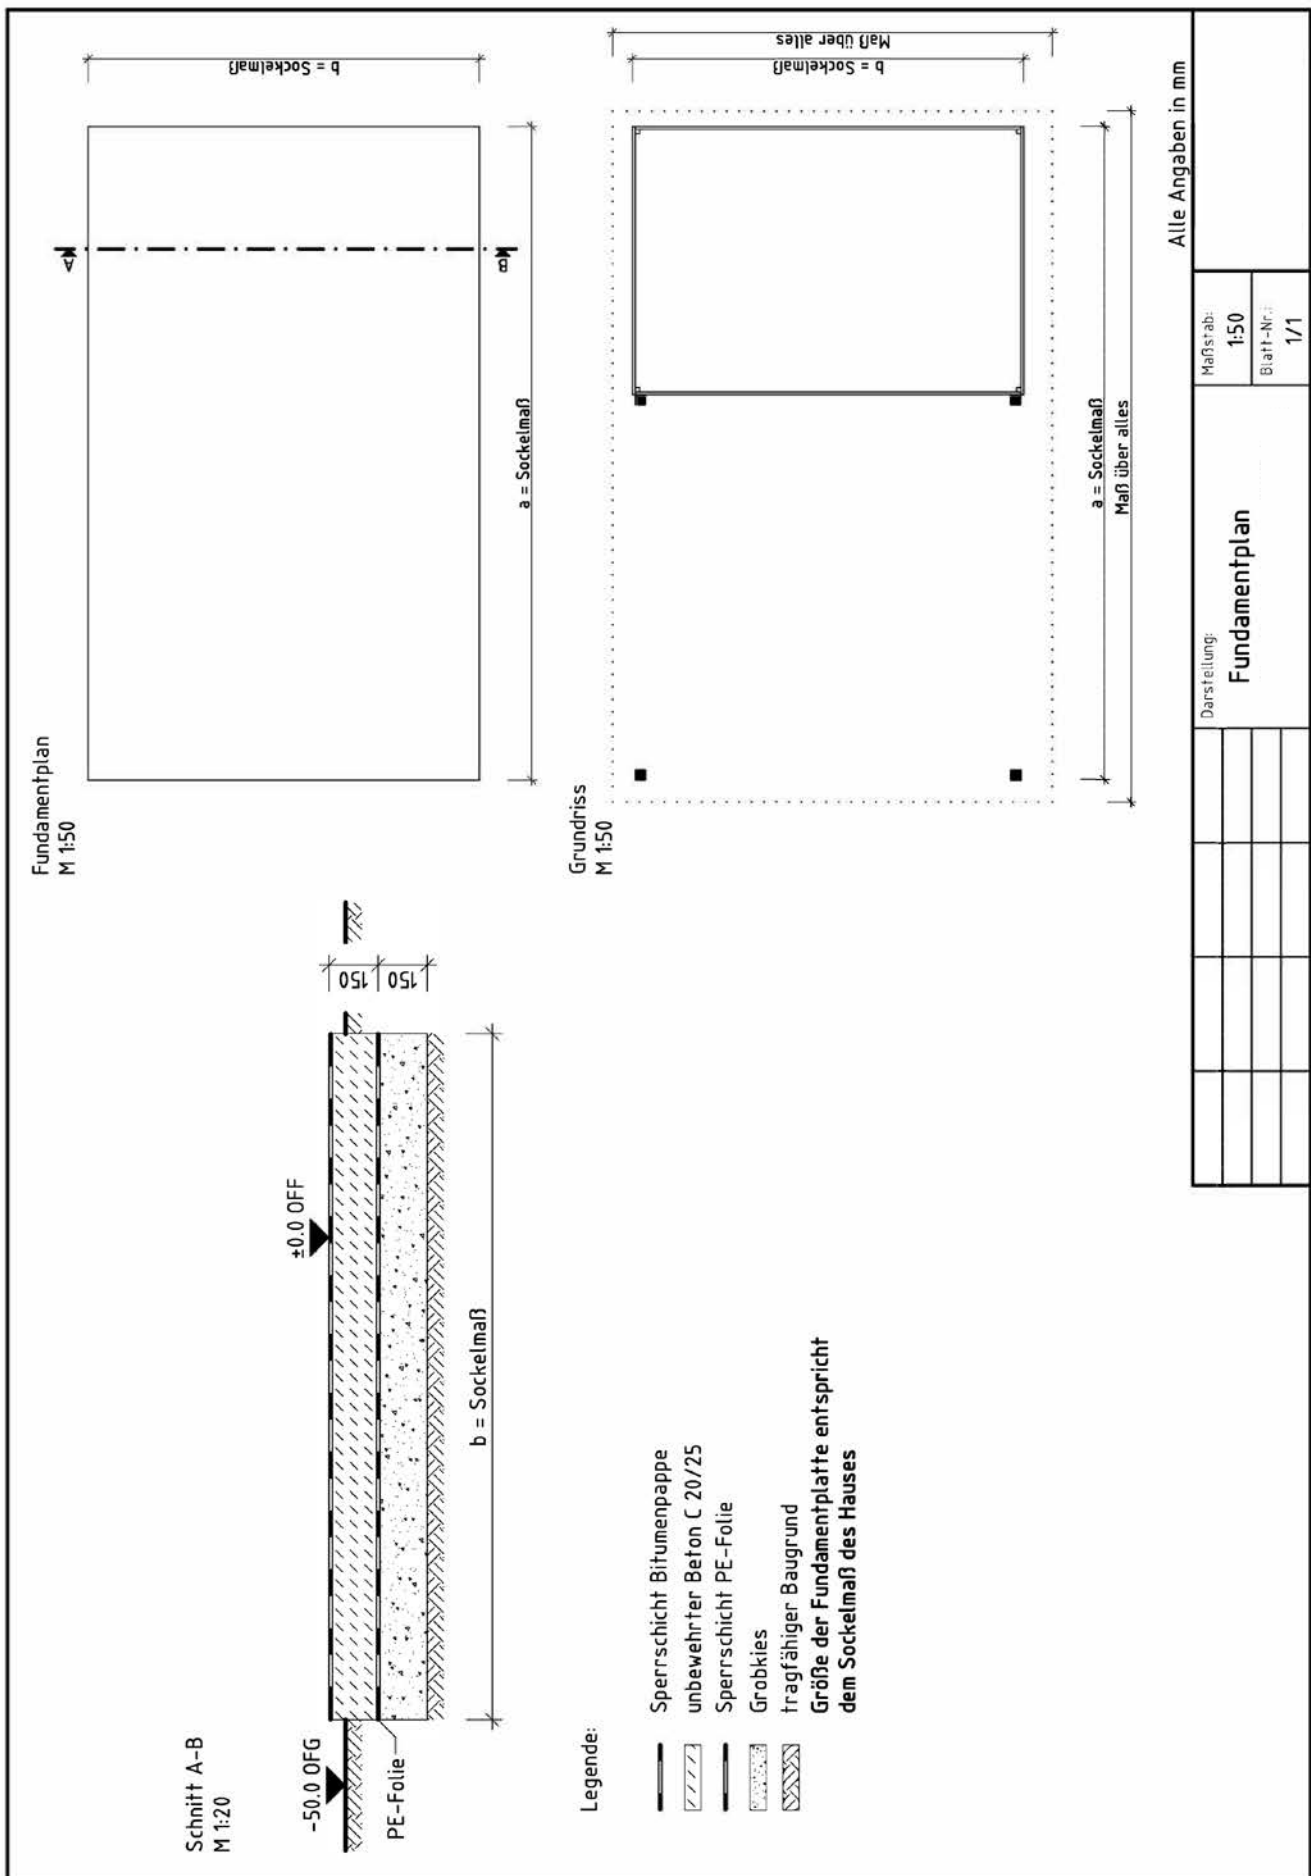 Schnitt A-B
M 1:20
-50.0 OFG
±0.0 OFF
PE-Folie
150
150
b = Sockelmaß
Legende:
Sperrschicht Bitumenpappe
unbewehrter Beton C 20/25
Sperrschicht PE-Folie
Grobkies
tragfähiger Baugrund
Größe der Fundamentplatte entspricht
dem Sockelmaß des Hauses
Fundamentplan
M 1:50
A
B
b = Sockelmaß
a = Sockelmaß
Grundriss
M 1:50
Maß über alles
b = Sockelmaß
a = Sockelmaß
Maß über alles
Alle Angaben in mm
Darstellung:
Fundamentplan
Maßstab:
1:50
Blatt-Nr.:
1/1